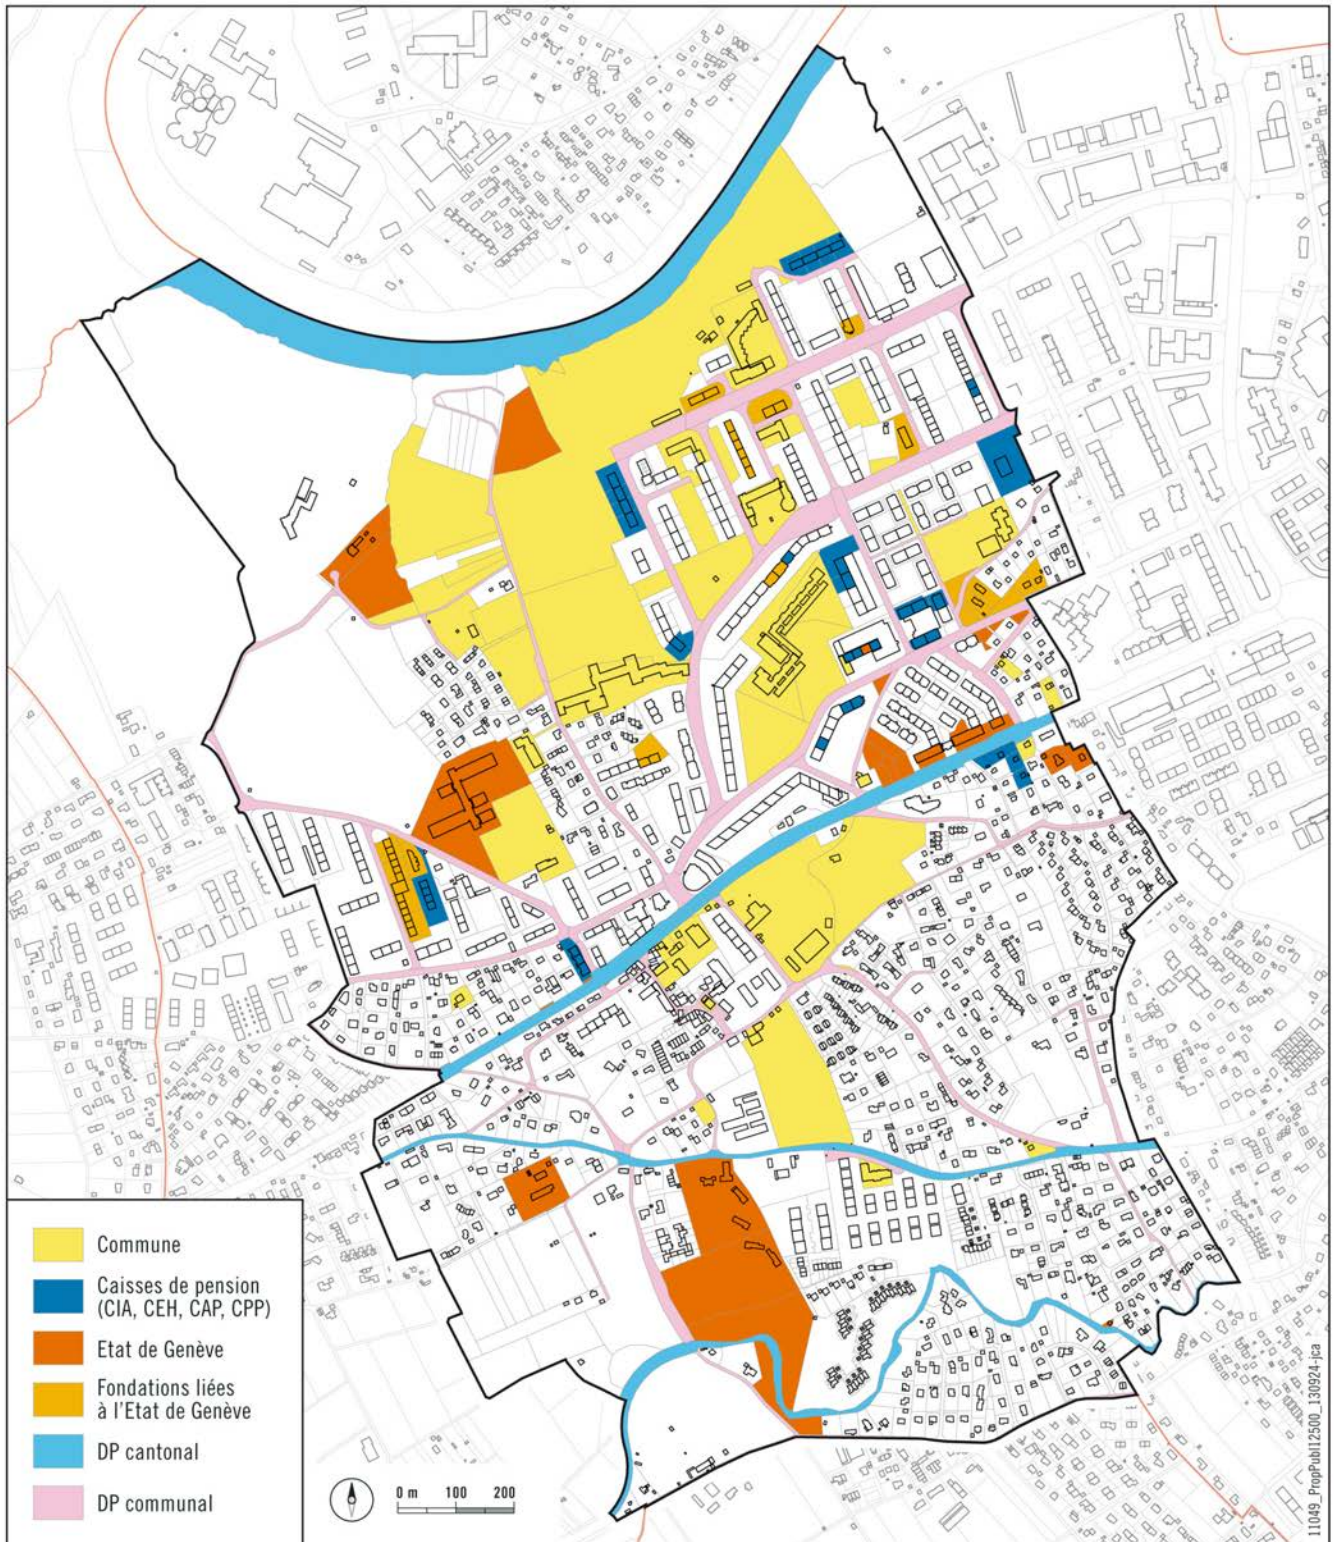 Commune
Caisses de pension
(CIA, CEH, CAP, CPP)
Etat de Genève
Fondations liées
à l'Etat de Genève
DP cantonal
DP communal
0 m 100 200
11049_PropPubl12500_130924-jca